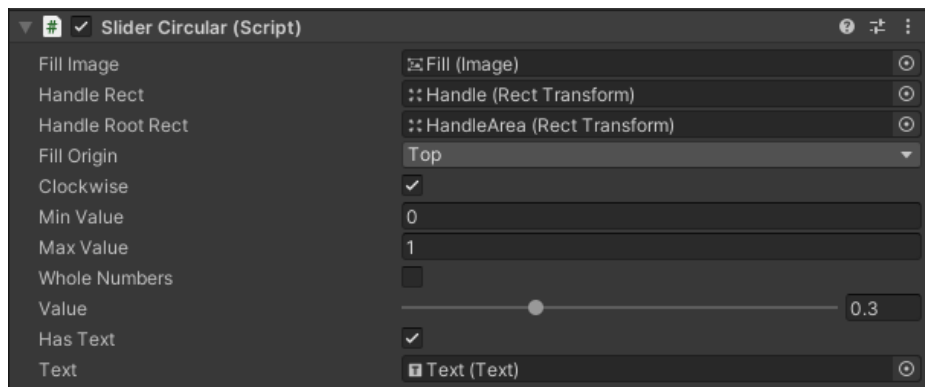 Slider Circular (Script)
Fill Image Fill (Image)
Handle Rect Handle (Rect Transform)
Handle Root Rect HandleArea (Rect Transform)
Fill Origin Top
Clockwise
Min Value 0
Max Value 1
Whole Numbers
Value 0.3
Has Text
Text Text (Text)